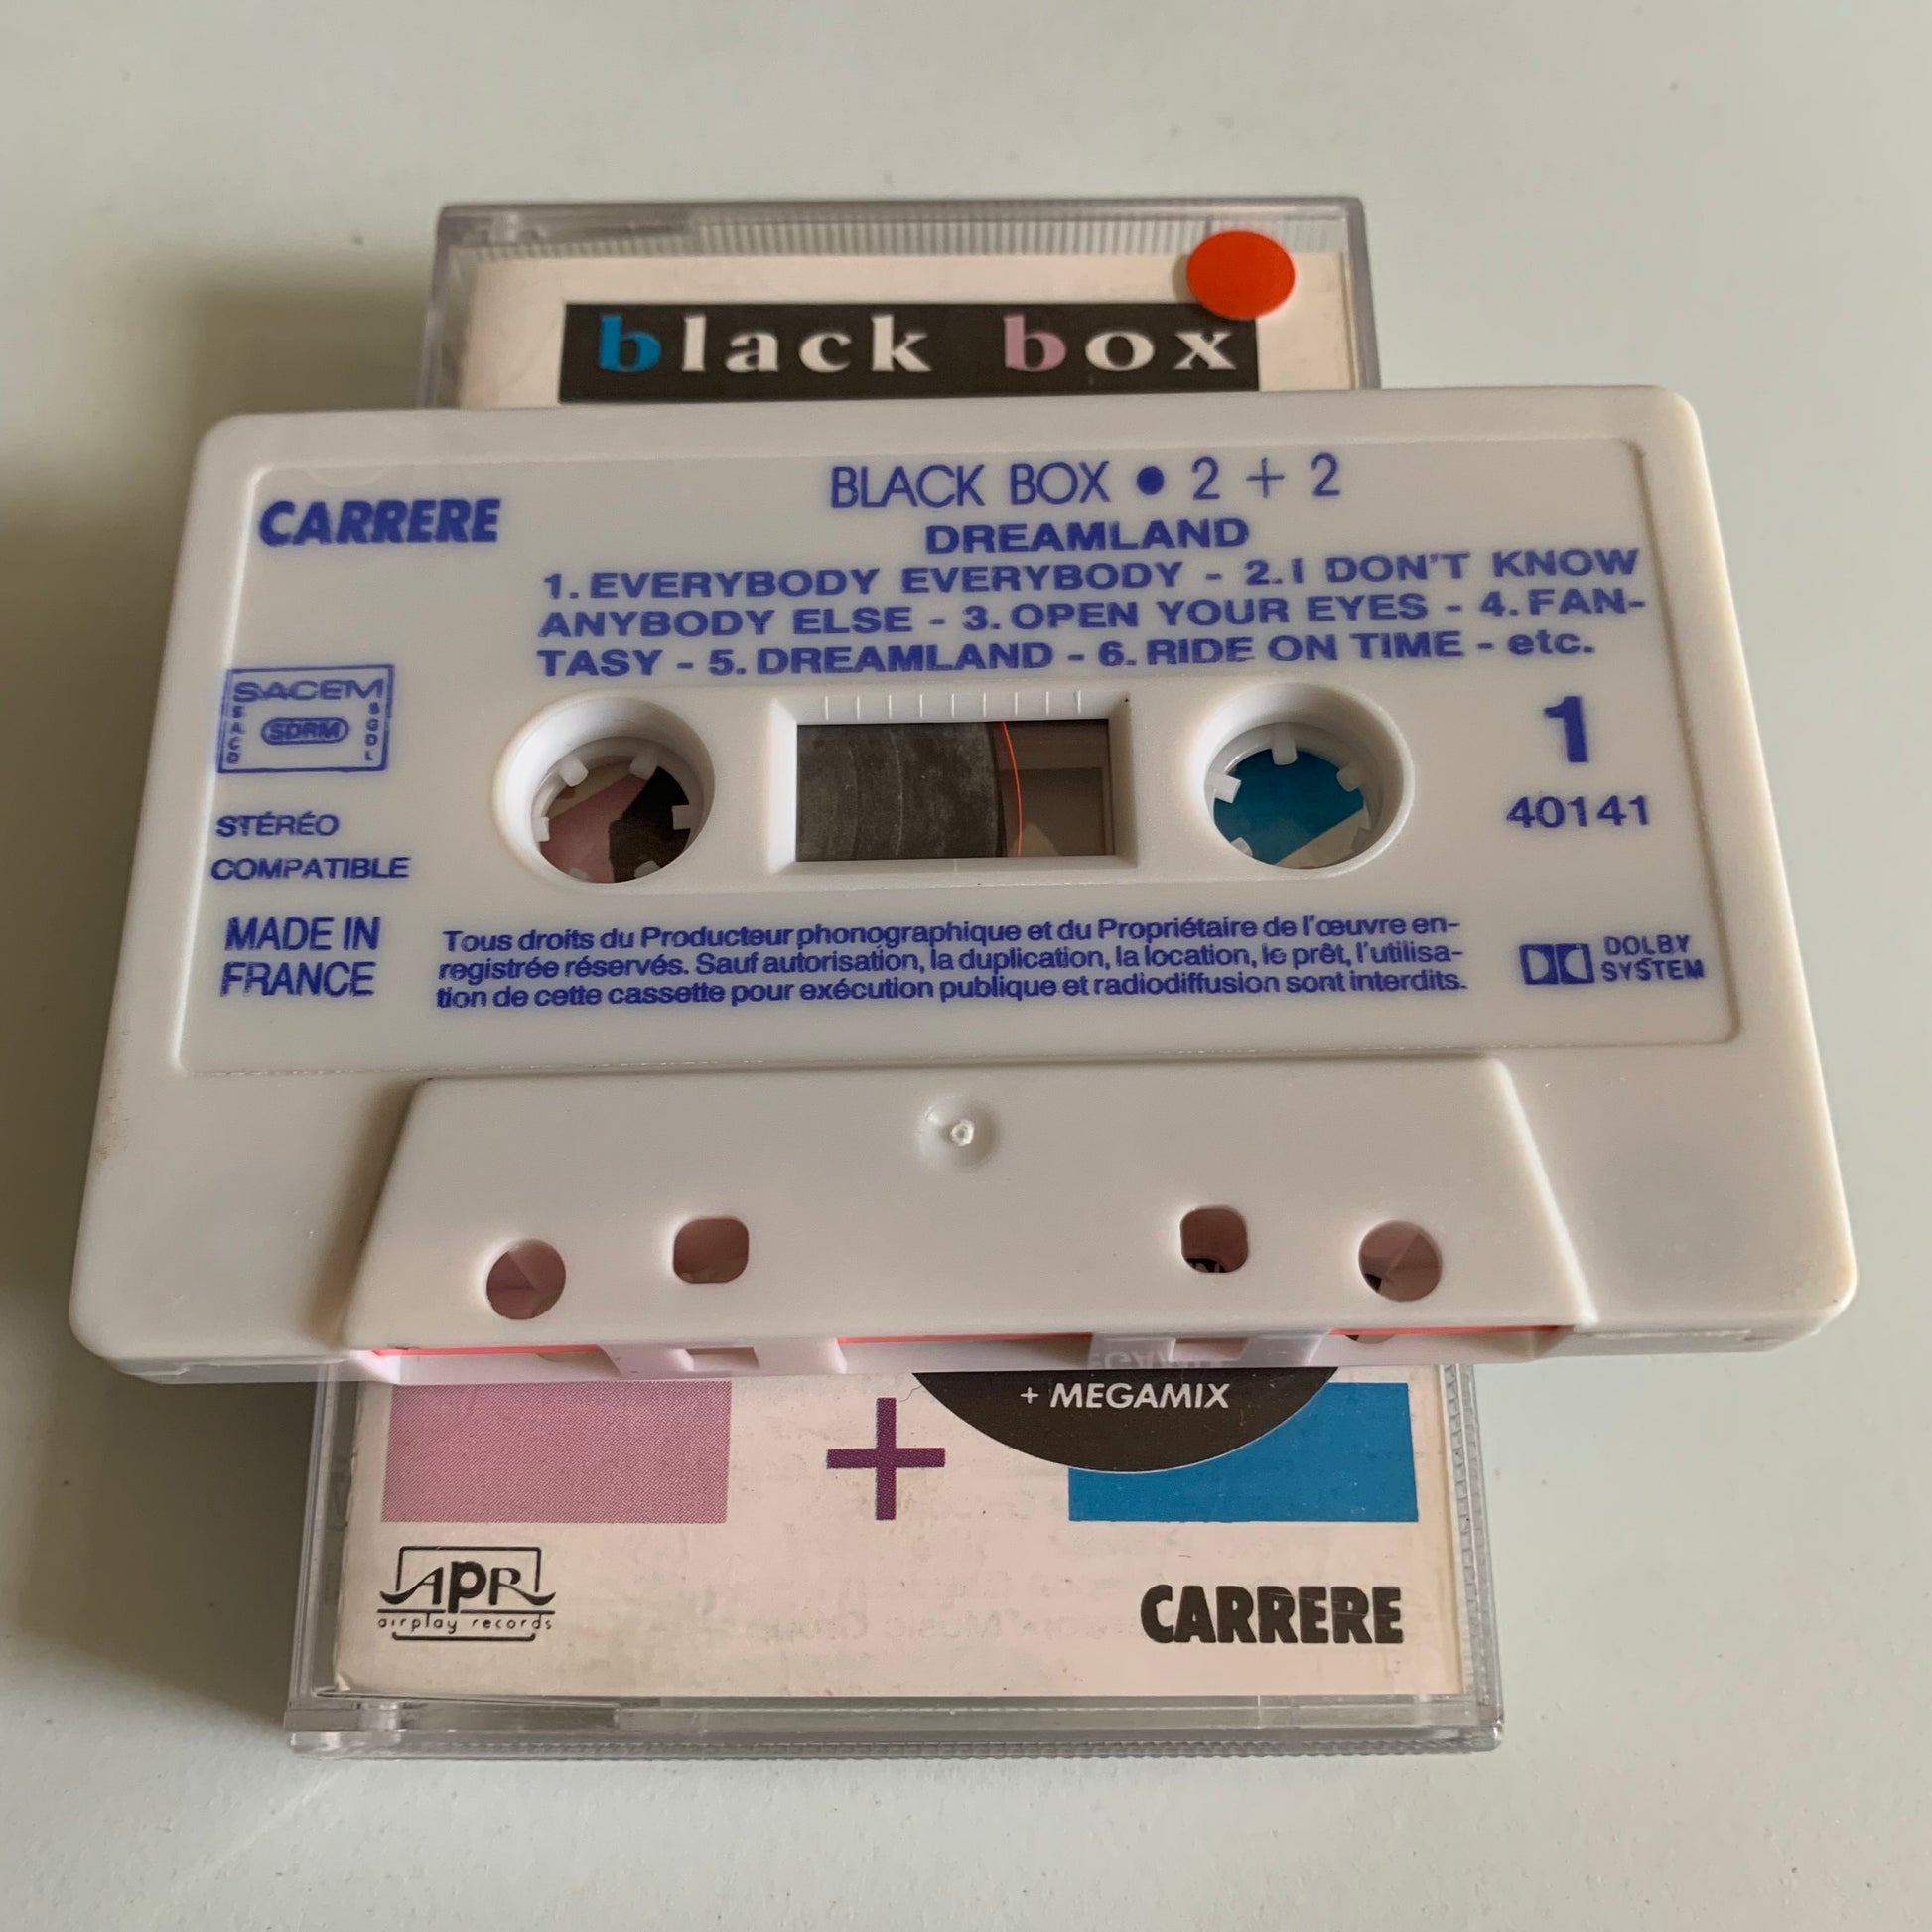 black box
CARRERE
BLACK BOX • 2 + 2
DREAMLAND
1. EVERYBODY EVERYBODY - 2. I DON'T KNOW
ANYBODY ELSE - 3. OPEN YOUR EYES - 4. FAN-
TASY - 5. DREAMLAND - 6. RIDE ON TIME - etc.
SACEM
SACD
SDRM
SGDL
1
40141
STÉRÉO
COMPATIBLE
MADE IN
FRANCE
Tous droits du Producteur phonographique et du Propriétaire de l'œuvre en-
registrée réservés. Sauf autorisation, la duplication, la location, le prêt, l'utilisa-
tion de cette cassette pour exécution publique et radiodiffusion sont interdits.
DOLBY
SYSTEM
+ MEGAMIX
+
APR
airplay records
CARRERE